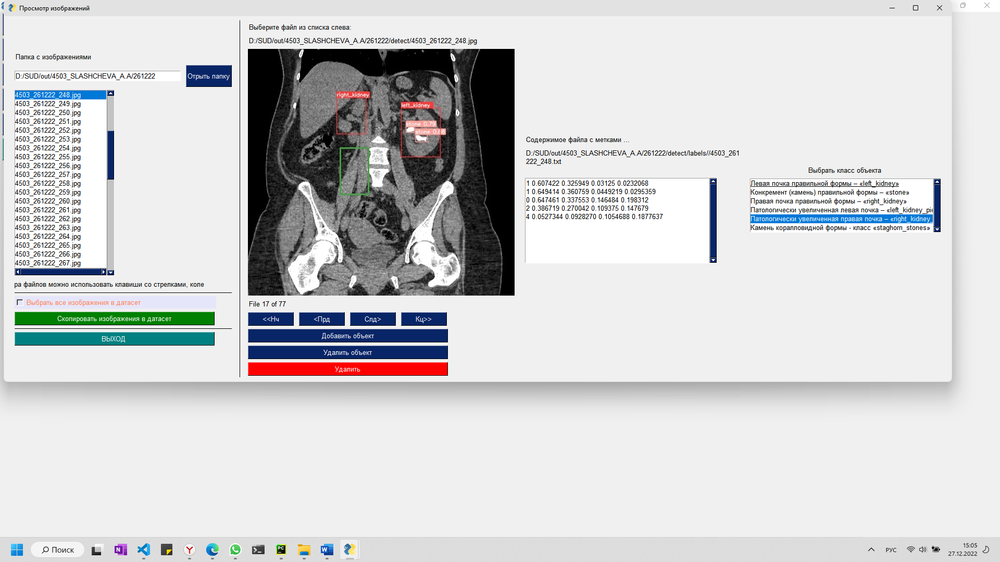 Просмотр изображений
Папка с изображениями
D:/SUD/out/4503_SLASHCHEVA_A.A/261222
Отрыть папку
4503_261222_248.jpg
4503_261222_249.jpg
4503_261222_250.jpg
4503_261222_251.jpg
4503_261222_252.jpg
4503_261222_253.jpg
4503_261222_254.jpg
4503_261222_255.jpg
4503_261222_256.jpg
4503_261222_257.jpg
4503_261222_258.jpg
4503_261222_259.jpg
4503_261222_260.jpg
4503_261222_261.jpg
4503_261222_262.jpg
4503_261222_263.jpg
4503_261222_264.jpg
4503_261222_265.jpg
4503_261222_266.jpg
4503_261222_267.jpg
ра файлов можно использовать клавиши со стрелками, коле
Выбрать все изображения в датасет
Скопировать изображения в датасет
ВЫХОД
Выберите файл из списка слева:
D:/SUD/out/4503_SLASHCHEVA_A.A/261222/detect/4503_261222_248.jpg
right_kidney
left_kidney
stone 0.79
stone 0.88
File 17 of 77
<<Нч
<Прд
Слд>
Кц>>
Добавить объект
Удалить объект
Удалить
Содержимое файла с метками ...
D:/SUD/out/4503_SLASHCHEVA_A.A/261222/detect/labels//4503_261
222_248.txt
1 0.607422 0.325949 0.03125 0.0232068
1 0.649414 0.360759 0.0449219 0.0295359
0 0.647461 0.337553 0.146484 0.198312
2 0.386719 0.270042 0.109375 0.147679
4 0.0527344 0.0928270 0.1054688 0.1877637
Выбрать класс объекта
Левая почка правильной формы – «left_kidney»
Конкремент (камень) правильной формы – «stone»
Правая почка правильной формы – «right_kidney»
Патологически увеличенная левая почка – «left_kidney_pie
Патологически увеличенная правая почка – «right_kidney_
Камень коралловидной формы - класс «staghorn_stones»
Поиск
РУС
15:05
27.12.2022